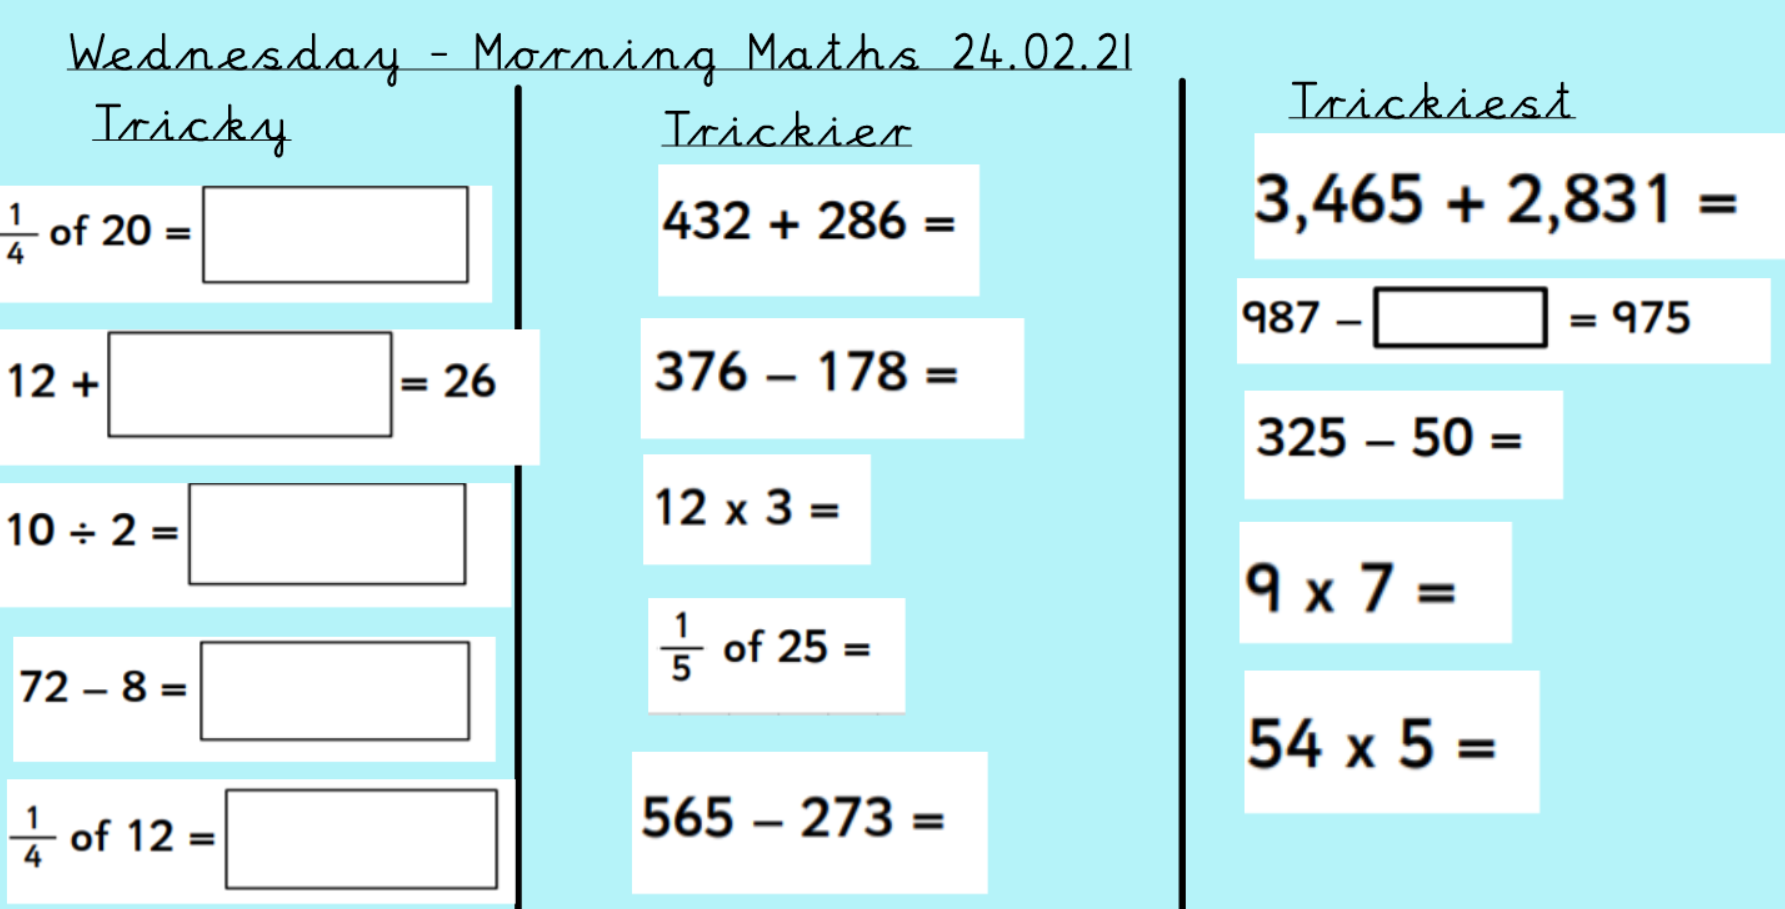 Wednesday - Morning Maths 24.02.21
Tricky
1/4 of 20 =
12 + = 26
10 ÷ 2 =
72 – 8 =
1/4 of 12 =
Trickier
432 + 286 =
376 – 178 =
12 x 3 =
1/5 of 25 =
565 – 273 =
Trickiest
3,465 + 2,831 =
987 – = 975
325 – 50 =
9 x 7 =
54 x 5 =